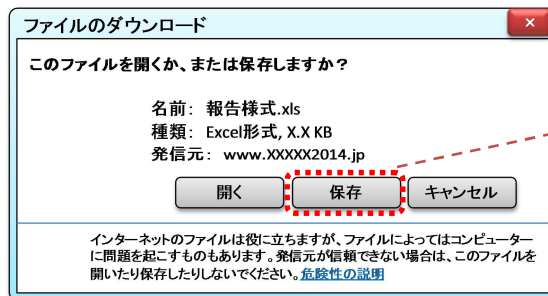 ファイルのダウンロード
×
このファイルを開くか、または保存しますか？
名前： 報告様式.xls
種類： Excel形式, X.X KB
発信元： www.XXXXX2014.jp
開く 保存 キャンセル
インターネットのファイルは役に立ちますが、ファイルによってはコンピューター
に問題を起こすものもあります。発信元が信頼できない場合は、このファイルを
開いたり保存したりしないでください。危険性の説明